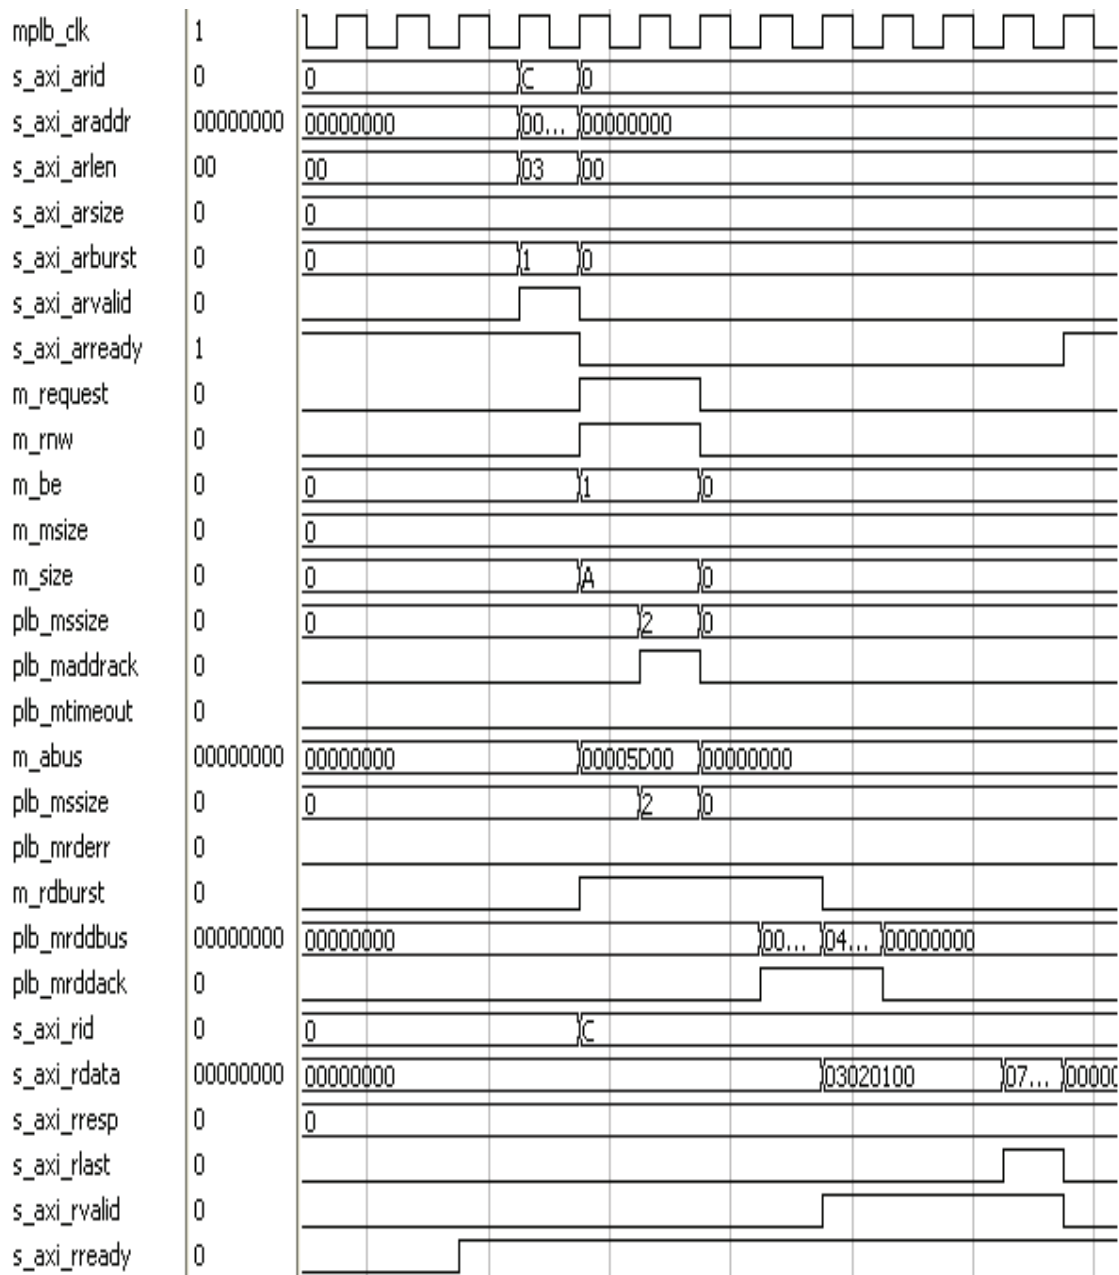 mplb_clk 1
s_axi_arid 0 0 C 0
s_axi_araddr 00000000 00000000 00... 00000000
s_axi_arlen 00 00 03 00
s_axi_arsize 0 0
s_axi_arburst 0 0 1 0
s_axi_arvalid 0
s_axi_arready 1
m_request 0
m_rnw 0
m_be 0 0 1 0
m_msize 0 0
m_size 0 0 A 0
plb_mssize 0 0 2 0
plb_maddrack 0
plb_mtimeout 0
m_abus 00000000 00000000 00005D00 00000000
plb_mssize 0 0 2 0
plb_mrderr 0
m_rdburst 0
plb_mrddbus 00000000 00000000 00... 04... 00000000
plb_mrddack 0
s_axi_rid 0 0 C
s_axi_rdata 00000000 00000000 03020100 07... 00000
s_axi_rresp 0 0
s_axi_rlast 0
s_axi_rvalid 0
s_axi_rready 0